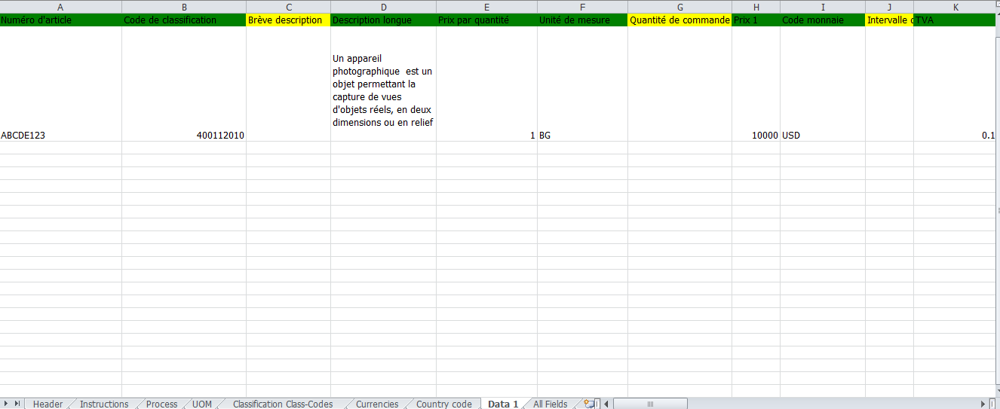 A B C D E F G H I J K
Numéro d'article Code de classification Brève description Description longue Prix par quantité Unité de mesure Quantité de commande Prix 1 Code monnaie Intervalle TVA
Un appareil
photographique est un
objet permettant la
capture de vues
d'objets réels, en deux
dimensions ou en relief
ABCDE123 400112010 1 BG 10000 USD 0.1
Header Instructions Process UOM Classification Class-Codes Currencies Country code Data 1 All Fields